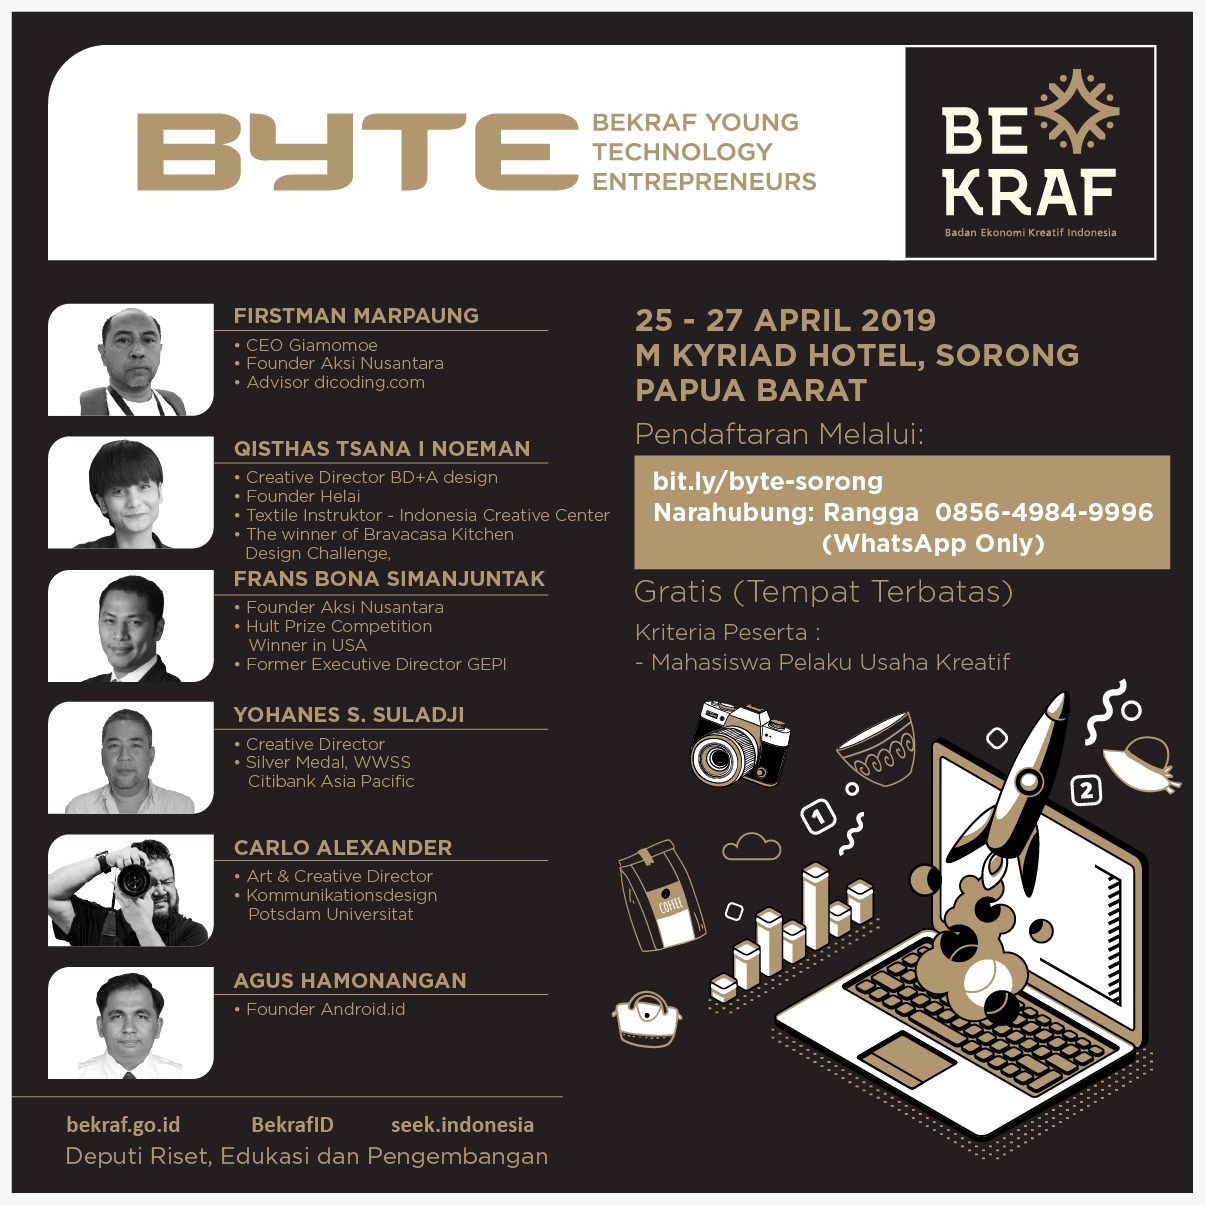 BYTE
BEKRAF YOUNG
TECHNOLOGY
ENTREPRENEURS
BE
KRAF
Badan Ekonomi Kreatif Indonesia
FIRSTMAN MARPAUNG
• CEO Giamomoe
• Founder Aksi Nusantara
• Advisor dicoding.com
QISTHAS TSANA I NOEMAN
• Creative Director BD+A design
• Founder Helai
• Textile Instruktor - Indonesia Creative Center
• The winner of Bravacasa Kitchen
Design Challenge,
FRANS BONA SIMANJUNTAK
• Founder Aksi Nusantara
• Hult Prize Competition
Winner in USA
• Former Executive Director GEPI
YOHANES S. SULADJI
• Creative Director
• Silver Medal, WWSS
Citibank Asia Pacific
CARLO ALEXANDER
• Art & Creative Director
• Kommunikationsdesign
Potsdam Universitat
AGUS HAMONANGAN
• Founder Android.id
bekraf.go.id BekrafID seek.indonesia
Deputi Riset, Edukasi dan Pengembangan
25 - 27 APRIL 2019
M KYRIAD HOTEL, SORONG
PAPUA BARAT
Pendaftaran Melalui:
bit.ly/byte-sorong
Narahubung: Rangga 0856-4984-9996
(WhatsApp Only)
Gratis (Tempat Terbatas)
Kriteria Peserta :
- Mahasiswa Pelaku Usaha Kreatif
2
1
COFFEE